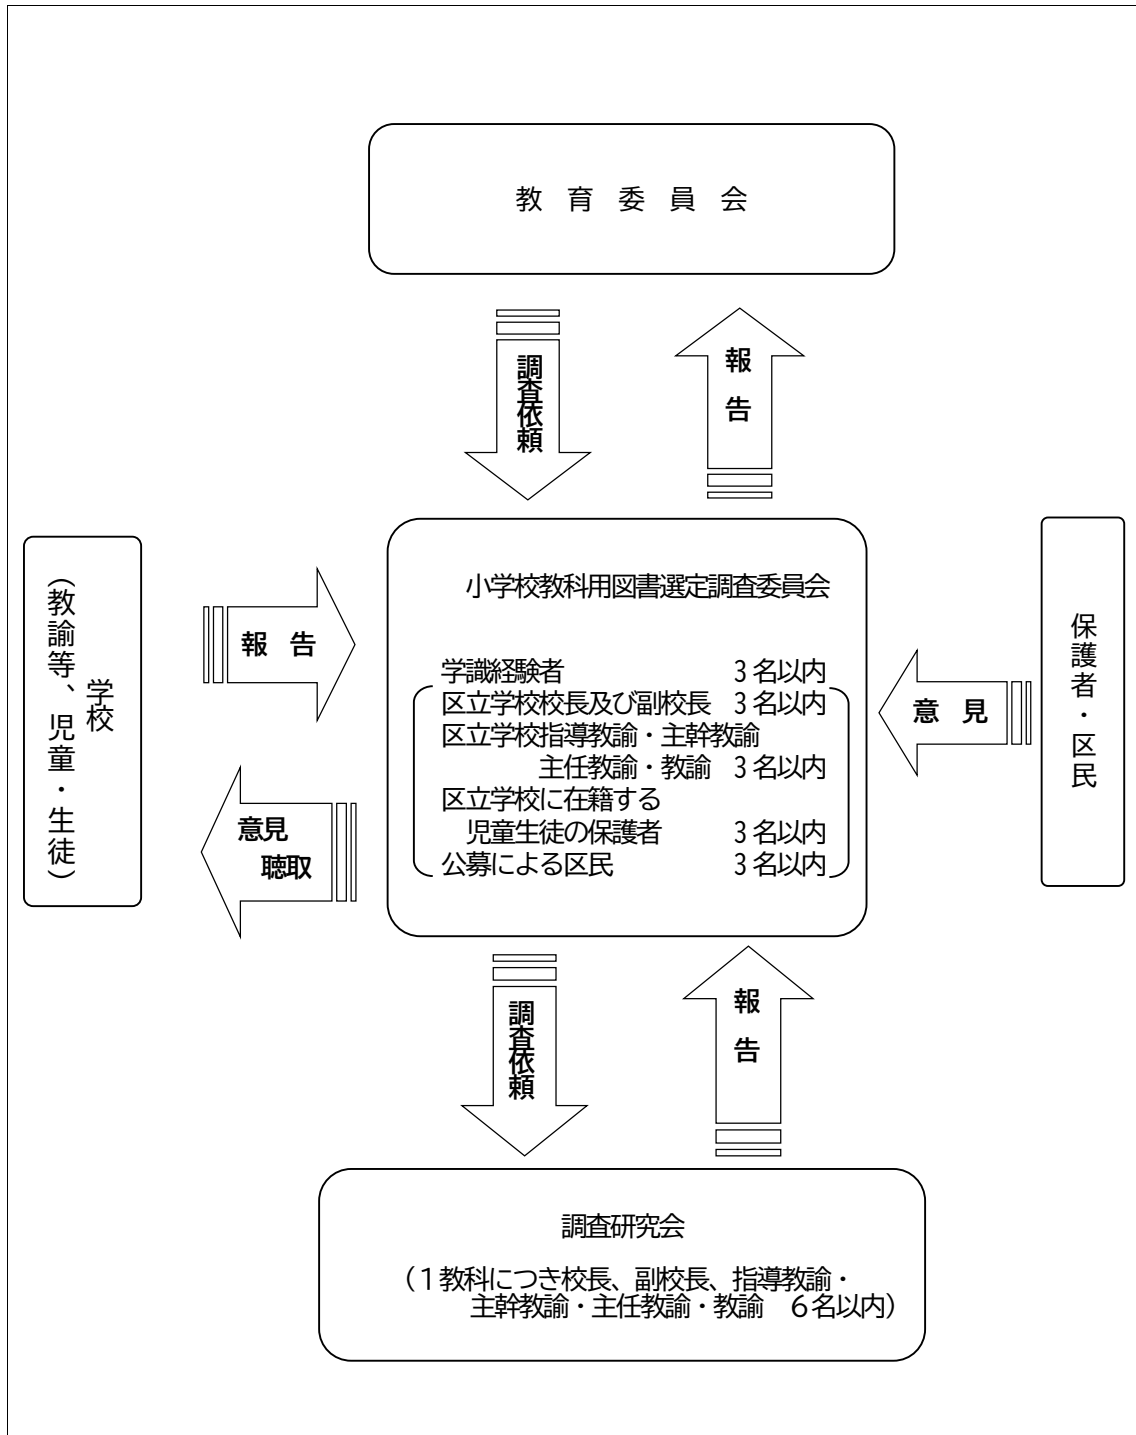 教 育 委 員 会
調査依頼
報告
小学校教科用図書選定調査委員会
学識経験者 3名以内
区立学校校長及び副校長 3名以内
区立学校指導教諭・主幹教諭
主任教諭・教諭 3名以内
区立学校に在籍する
児童生徒の保護者 3名以内
公募による区民 3名以内
学校
(教諭等、児童・生徒)
報 告
意見
聴取
保護者・区民
意 見
調査依頼
報告
調査研究会
(1教科につき校長、副校長、指導教諭・
主幹教諭・主任教諭・教諭 6名以内)